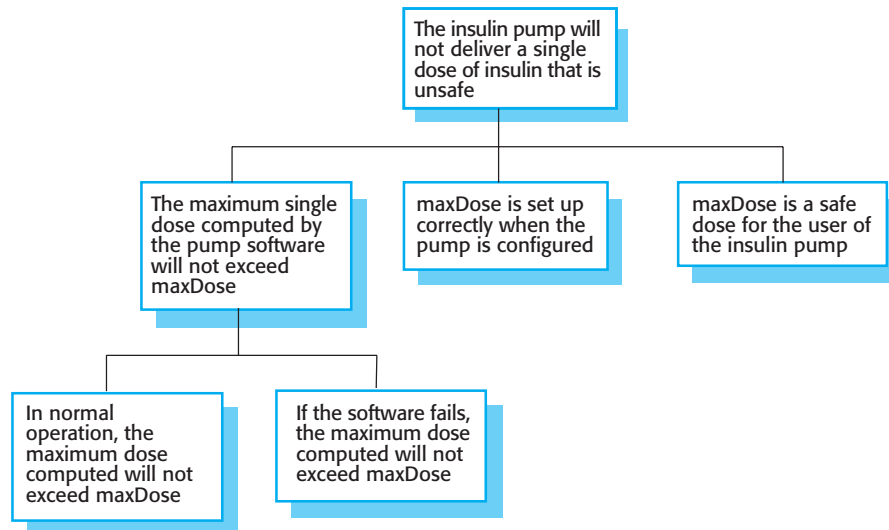 The insulin pump will
not deliver a single
dose of insulin that is
unsafe
The maximum single
dose computed by
the pump software
will not exceed
maxDose
maxDose is set up
correctly when the
pump is configured
maxDose is a safe
dose for the user of
the insulin pump
In normal
operation, the
maximum dose
computed will not
exceed maxDose
If the software fails,
the maximum dose
computed will not
exceed maxDose